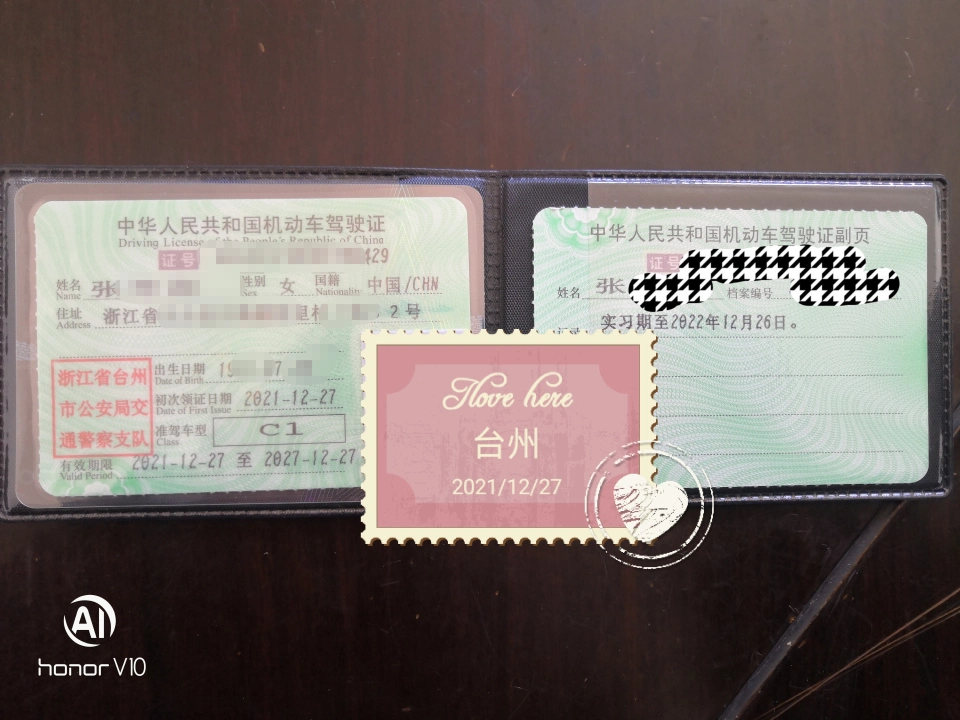 中华人民共和国机动车驾驶证
Driving License of the People's Republic of China
证号 429
姓名 张 性别 女 国籍 中国/CHN
Name Sex Nationality
住址 浙江省 2号
Address
浙江省台州
市公安局交
通警察支队
出生日期 19 07
Date of Birth
初次领证日期 2021-12-27
Date of First Issue
准驾车型 C1
Class
有效期限 2021-12-27 至 2027-12-27
Valid Period
中华人民共和国机动车驾驶证副页
证号
姓名 张 档案编号
实习期至2022年12月26日。
I love here
台州
2021/12/27
AI
honor V10